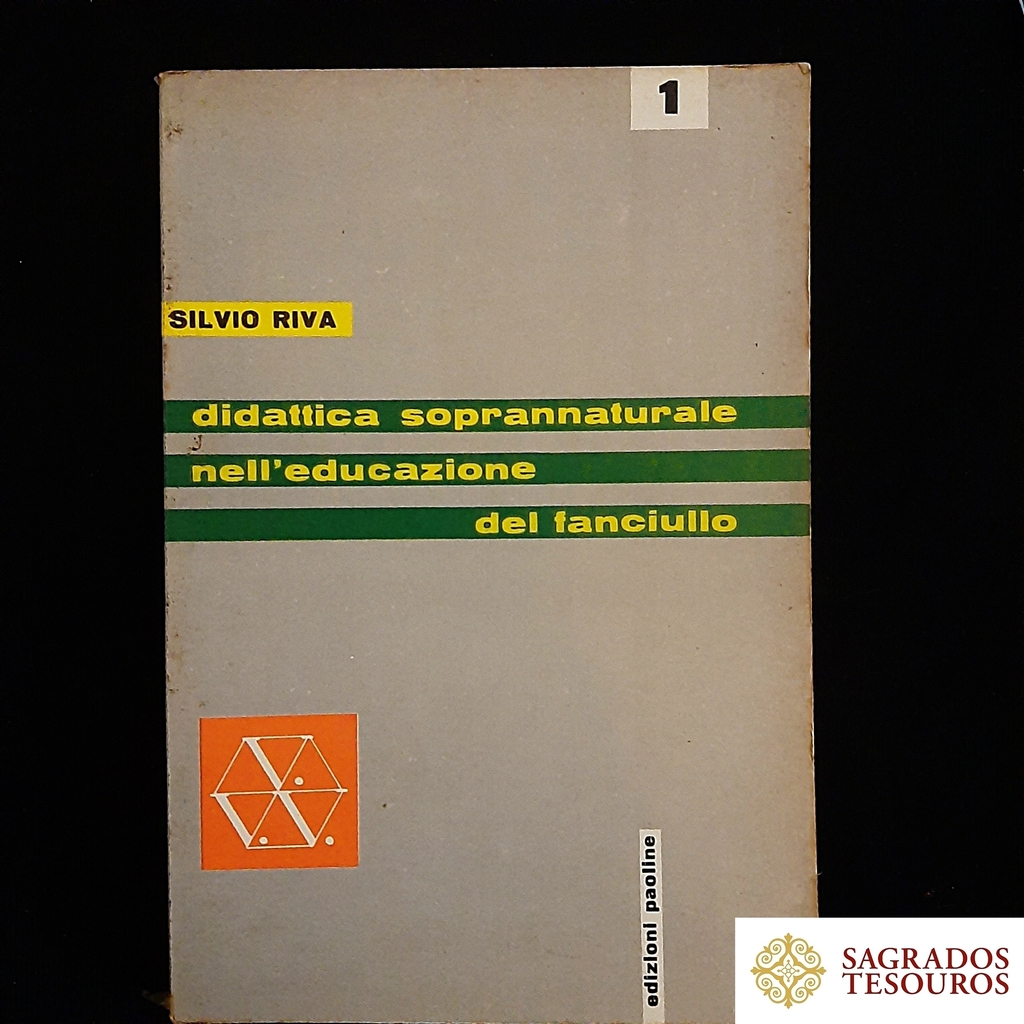 1
SILVIO RIVA
didattica soprannaturale
nell'educazione
del fanciullo
edizioni paoline
SAGRADOS
TESOUROS